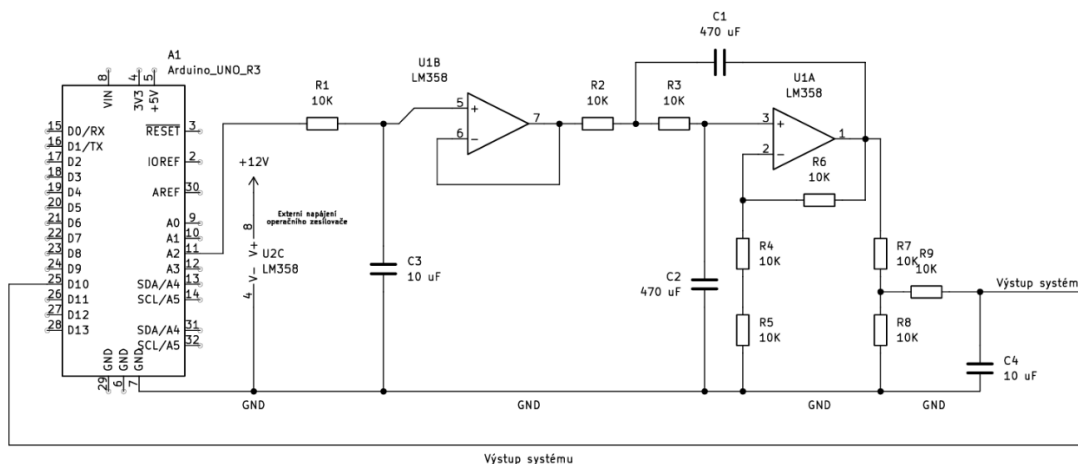 C1
470 uF
A1
Arduino_UNO_R3
8
4
5
VIN
3V3
+5V
15 D0/RX
16 D1/TX
17 D2
18 D3
19 D4
20 D5
21 D6
22 D7
23 D8
24 D9
25 D10
26 D11
27 D12
28 D13
RESET 3
IOREF 2
AREF 30
A0 9
A1 10
A2 11
A3 12
SDA/A4 13
SCL/A5 14
SDA/A4 31
SCL/A5 32
GND
GND
GND
29
6
7
R1
10K
U1B
LM358
5
+
6
-
7
R2
10K
R3
10K
U1A
LM358
3
+
2
-
1
R6
10K
+12V
Externí napájení
operačního zesilovače
8
V+
U2C
LM358
V-
4
C3
10 uF
C2
470 uF
R4
10K
R5
10K
R7
10K
R9
10K
R8
10K
Výstup systém
C4
10 uF
GND
GND
GND
GND
Výstup systému